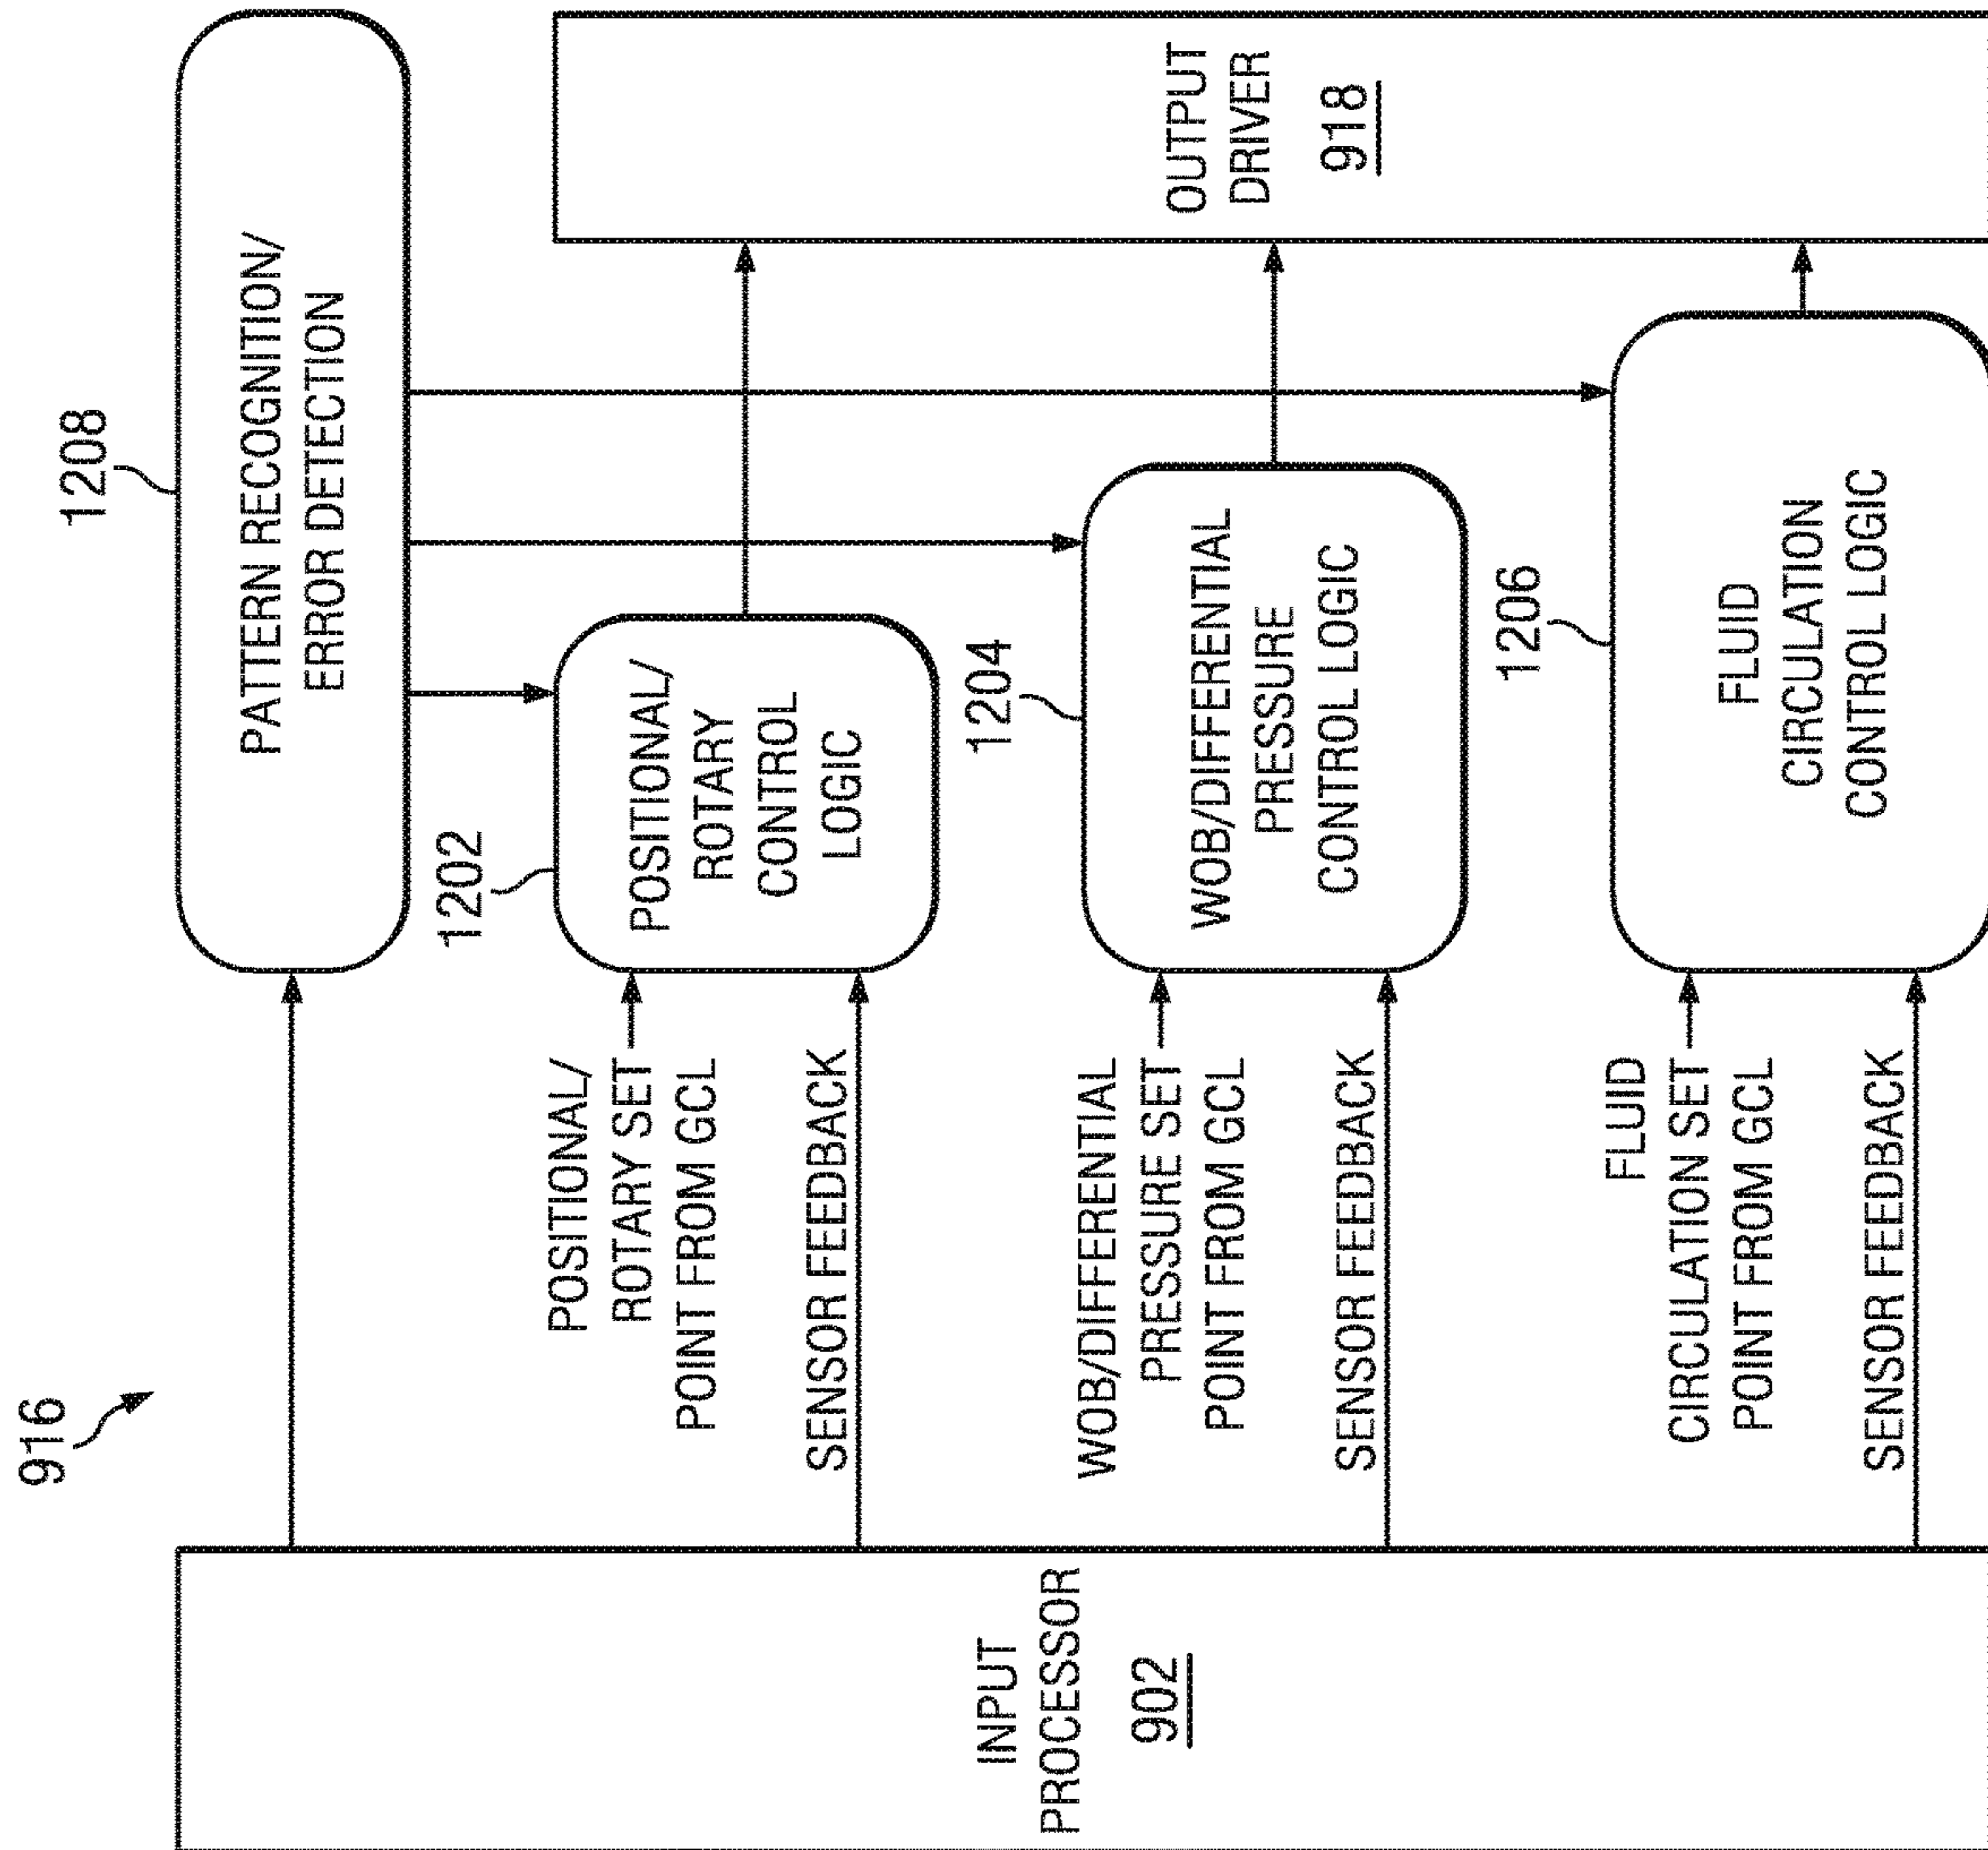 916
1208
PATTERN RECOGNITION/
ERROR DETECTION
INPUT
PROCESSOR
902
POSITIONAL/
ROTARY SET
POINT FROM GCL
SENSOR FEEDBACK
1202
POSITIONAL/
ROTARY
CONTROL
LOGIC
OUTPUT
DRIVER
918
WOB/DIFFERENTIAL
PRESSURE SET
POINT FROM GCL
SENSOR FEEDBACK
1204
WOB/DIFFERENTIAL
PRESSURE
CONTROL LOGIC
FLUID
CIRCULATION SET
POINT FROM GCL
SENSOR FEEDBACK
1206
FLUID
CIRCULATION
CONTROL LOGIC